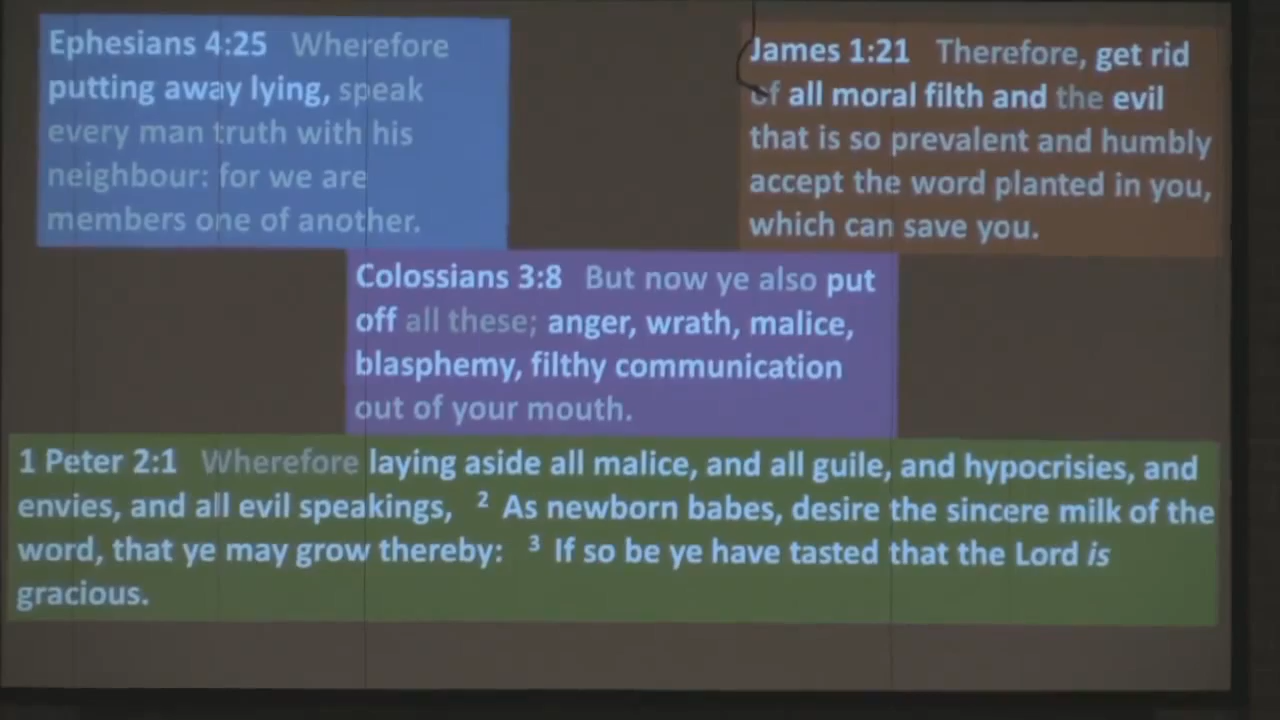 Ephesians 4:25 Wherefore
putting away lying, speak
every man truth with his
neighbour: for we are
members one of another.
James 1:21 Therefore, get rid
of all moral filth and the evil
that is so prevalent and humbly
accept the word planted in you,
which can save you.
Colossians 3:8 But now ye also put
off all these; anger, wrath, malice,
blasphemy, filthy communication
out of your mouth.
1 Peter 2:1 Wherefore laying aside all malice, and all guile, and hypocrisies, and
envies, and all evil speakings, 2 As newborn babes, desire the sincere milk of the
word, that ye may grow thereby: 3 If so be ye have tasted that the Lord is
gracious.